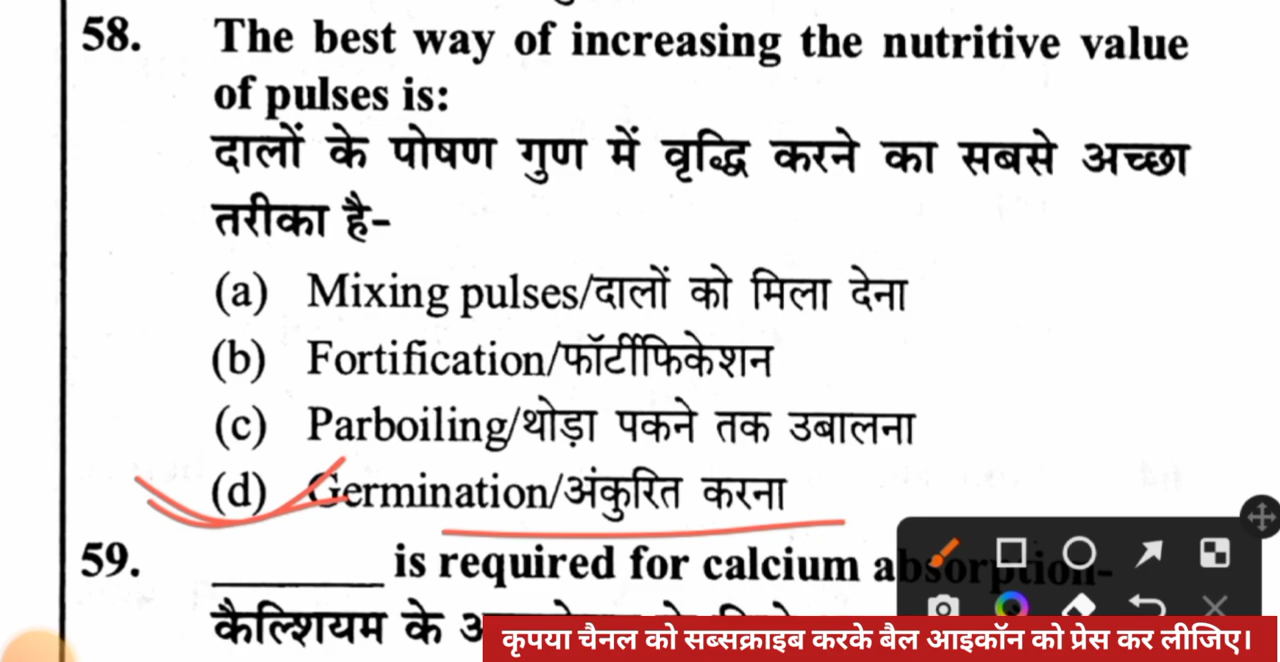 58. The best way of increasing the nutritive value
of pulses is:
दालों के पोषण गुण में वृद्धि करने का सबसे अच्छा
तरीका है-
(a) Mixing pulses/दालों को मिला देना
(b) Fortification/फॉर्टीफिकेशन
(c) Parboiling/थोड़ा पकने तक उबालना
(d) Germination/अंकुरित करना
59. ________ is required for calcium absorption-
कैल्शियम के
कृपया चैनल को सब्सक्राइब करके बैल आइकॉन को प्रेस कर लीजिए।